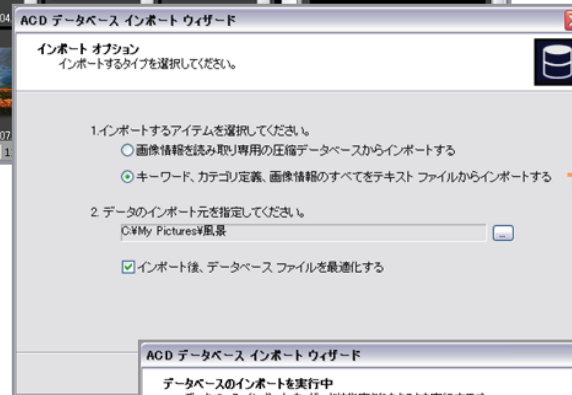 04
ACD データベース インポート ウィザード
インポート オプション
インポートするタイプを選択してください。
07
1
1.インポートするアイテムを選択してください。
画像情報を読み取り専用の圧縮データベースからインポートする
キーワード、カテゴリ定義、画像情報のすべてをテキスト ファイルからインポートする
2. データのインポート元を指定してください。
C:¥My Pictures¥風景
...
インポート後、データベース ファイルを最適化する
ACD データベース インポート ウィザード
データベースのインポートを実行中